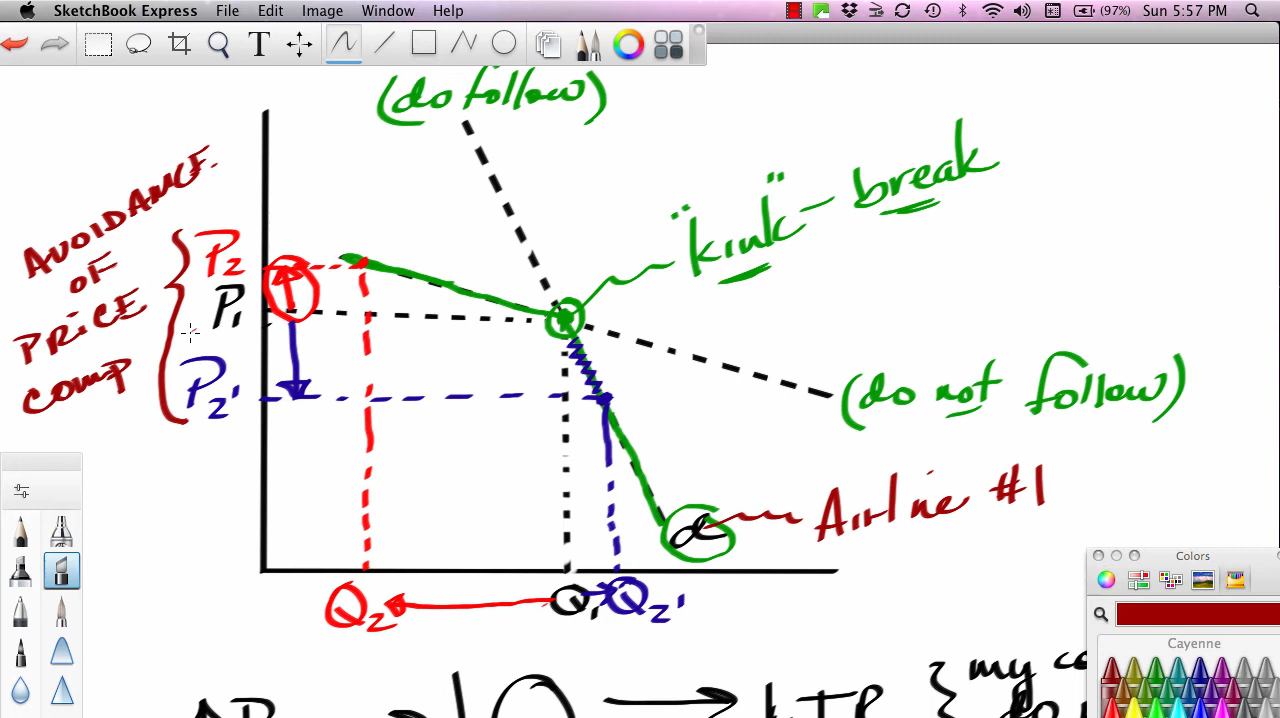 SketchBook Express File Edit Image Window Help (97%) Sun 5:57 PM
T
(do follow)
"kink" - break
AVOIDANCE
OF
PRICE
COMP
P2
P1
P2'
(do not follow)
d
Airline #1
Q2
Q1
Q2'
Colors
Cayenne
my